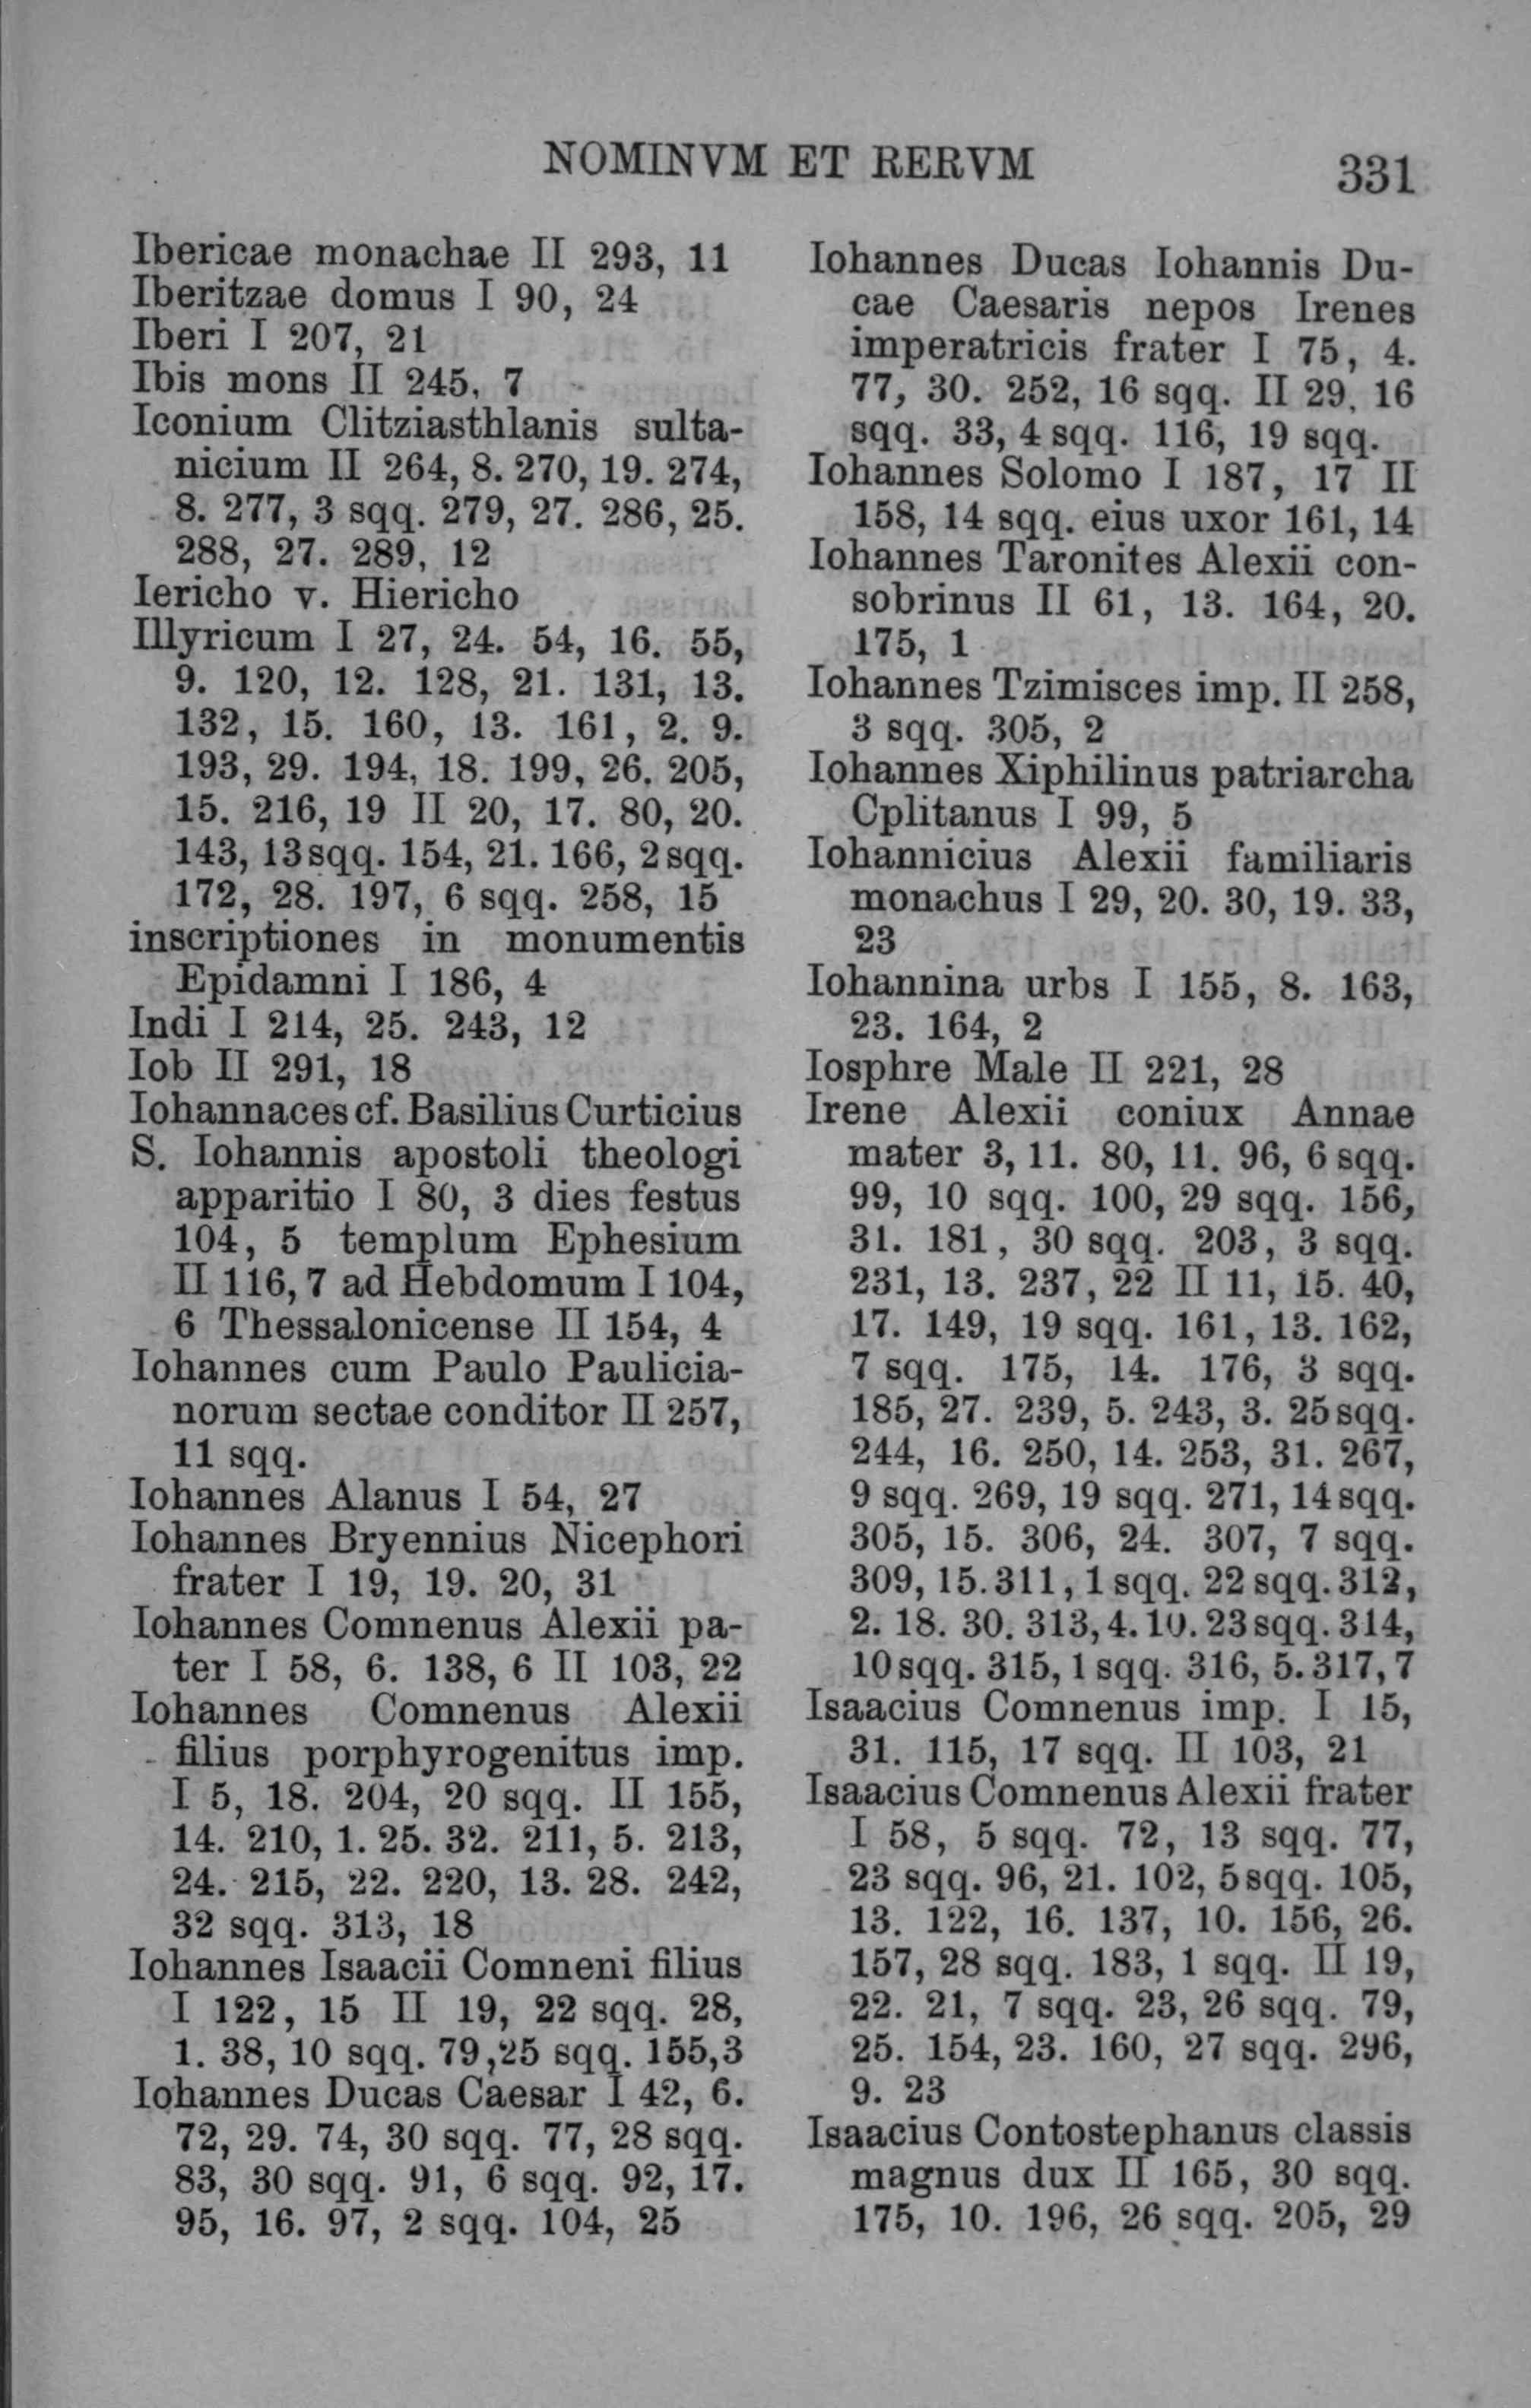 NOMINVM ET RERVM
331
Ibericae monachae II 293, 11
Iberitzae domus I 90, 24
Iberi I 207, 21
Ibis mons II 245, 7
Iconium Clitziasthlanis sulta-
nicium II 264, 8. 270, 19. 274,
8. 277, 3 sqq. 279, 27. 286, 25.
288, 27. 289, 12
Iericho v. Hiericho
Illyricum I 27, 24. 54, 16. 55,
9. 120, 12. 128, 21. 131, 13.
132, 15. 160, 13. 161, 2. 9.
193, 29. 194, 18. 199, 26. 205,
15. 216, 19 II 20, 17. 80, 20.
143, 13 sqq. 154, 21. 166, 2 sqq.
172, 28. 197, 6 sqq. 258, 15
inscriptiones in monumentis
Epidamni I 186, 4
Indi I 214, 25. 243, 12
Iob II 291, 18
Iohannaces cf. Basilius Curticius
S. Iohannis apostoli theologi
apparitio I 80, 3 dies festus
104, 5 templum Ephesium
II 116, 7 ad Hebdomum I 104,
6 Thessalonicense II 154, 4
Iohannes cum Paulo Paulicia-
norum sectae conditor II 257,
11 sqq.
Iohannes Alanus I 54, 27
Iohannes Bryennius Nicephori
frater I 19, 19. 20, 31
Iohannes Comnenus Alexii pa-
ter I 58, 6. 138, 6 II 103, 22
Iohannes Comnenus Alexii
filius porphyrogenitus imp.
I 5, 18. 204, 20 sqq. II 155,
14. 210, 1. 25. 32. 211, 5. 213,
24. 215, 22. 220, 13. 28. 242,
32 sqq. 313, 18
Iohannes Isaacii Comneni filius
I 122, 15 II 19, 22 sqq. 28,
1. 38, 10 sqq. 79,25 sqq. 155,3
Iohannes Ducas Caesar I 42, 6.
72, 29. 74, 30 sqq. 77, 28 sqq.
83, 30 sqq. 91, 6 sqq. 92, 17.
95, 16. 97, 2 sqq. 104, 25
Iohannes Ducas Iohannis Du-
cae Caesaris nepos Irenes
imperatricis frater I 75, 4.
77, 30. 252, 16 sqq. II 29, 16
sqq. 33, 4 sqq. 116, 19 sqq.
Iohannes Solomo I 187, 17 II
158, 14 sqq. eius uxor 161, 14
Iohannes Taronites Alexii con-
sobrinus II 61, 13. 164, 20.
175, 1
Iohannes Tzimisces imp. II 258,
3 sqq. 305, 2
Iohannes Xiphilinus patriarcha
Cplitanus I 99, 5
Iohannicius Alexii familiaris
monachus I 29, 20. 30, 19. 33,
23
Iohannina urbs I 155, 8. 163,
23. 164, 2
Iosphre Male II 221, 28
Irene Alexii coniux Annae
mater 3, 11. 80, 11. 96, 6 sqq.
99, 10 sqq. 100, 29 sqq. 156,
31. 181, 30 sqq. 203, 3 sqq.
231, 13. 237, 22 II 11, 15. 40,
17. 149, 19 sqq. 161, 13. 162,
7 sqq. 175, 14. 176, 3 sqq.
185, 27. 239, 5. 243, 3. 25 sqq.
244, 16. 250, 14. 253, 31. 267,
9 sqq. 269, 19 sqq. 271, 14 sqq.
305, 15. 306, 24. 307, 7 sqq.
309, 15. 311, 1 sqq. 22 sqq. 312,
2. 18. 30. 313, 4. 10. 23 sqq. 314,
10 sqq. 315, 1 sqq. 316, 5. 317, 7
Isaacius Comnenus imp. I 15,
31. 115, 17 sqq. II 103, 21
Isaacius Comnenus Alexii frater
I 58, 5 sqq. 72, 13 sqq. 77,
23 sqq. 96, 21. 102, 5 sqq. 105,
13. 122, 16. 137, 10. 156, 26.
157, 28 sqq. 183, 1 sqq. II 19,
22. 21, 7 sqq. 23, 26 sqq. 79,
25. 154, 23. 160, 27 sqq. 296,
9. 23
Isaacius Contostephanus classis
magnus dux II 165, 30 sqq.
175, 10. 196, 26 sqq. 205, 29